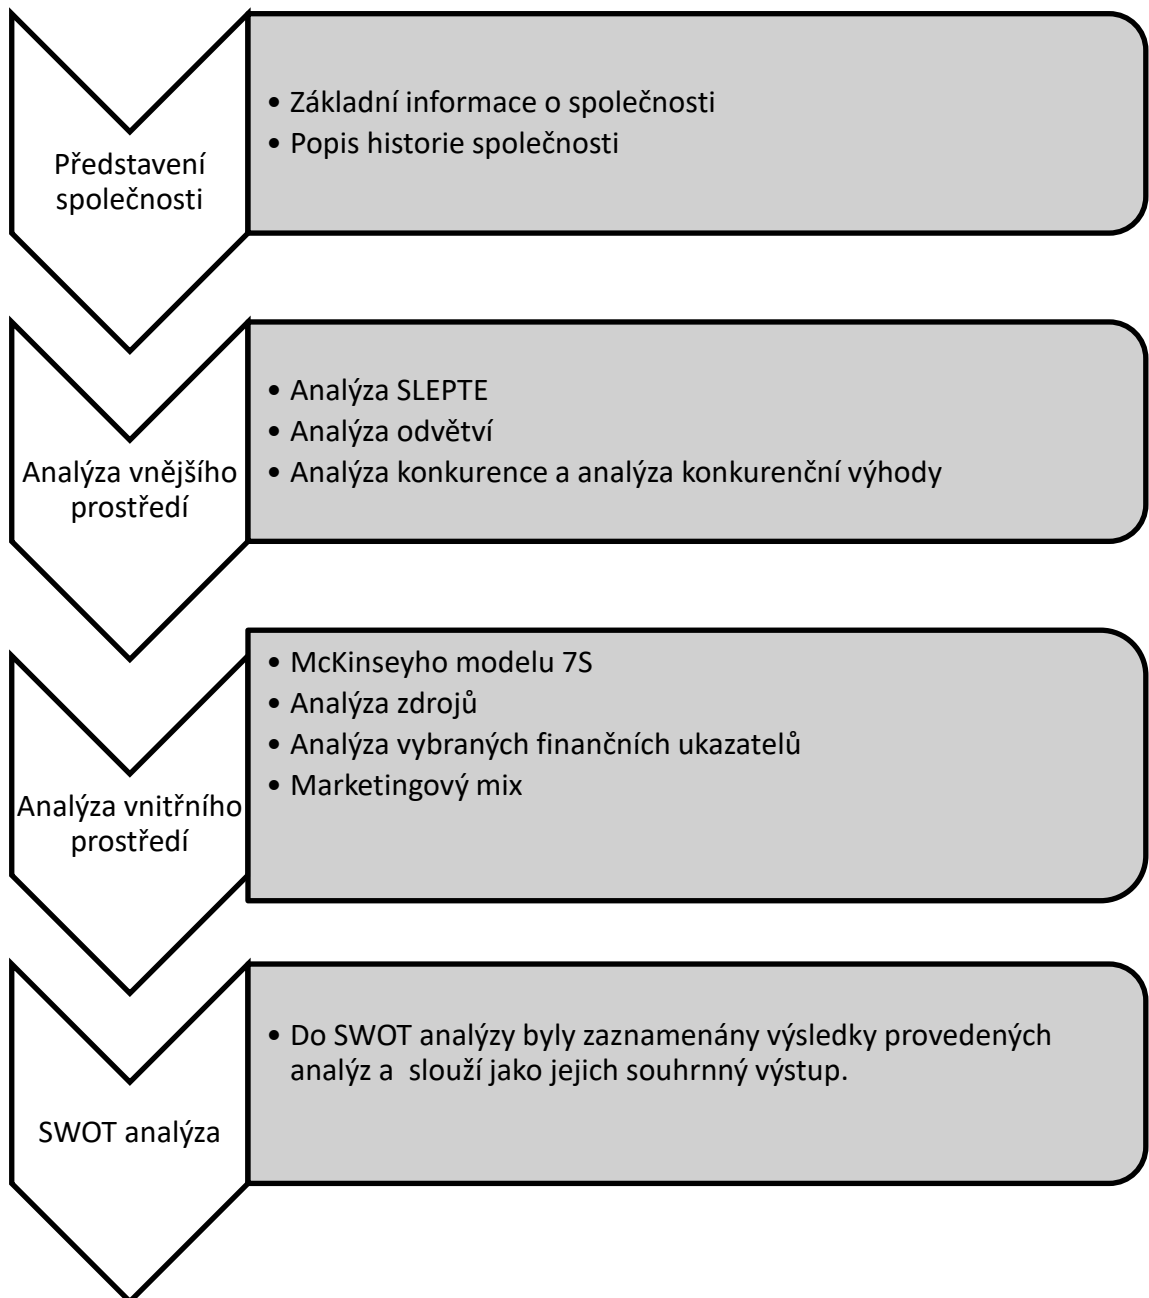 Představení
společnosti
• Základní informace o společnosti
• Popis historie společnosti
Analýza vnějšího
prostředí
• Analýza SLEPTE
• Analýza odvětví
• Analýza konkurence a analýza konkurenční výhody
Analýza vnitřního
prostředí
• McKinseyho modelu 7S
• Analýza zdrojů
• Analýza vybraných finančních ukazatelů
• Marketingový mix
SWOT analýza
• Do SWOT analýzy byly zaznamenány výsledky provedených
analýz a  slouží jako jejich souhrnný výstup.